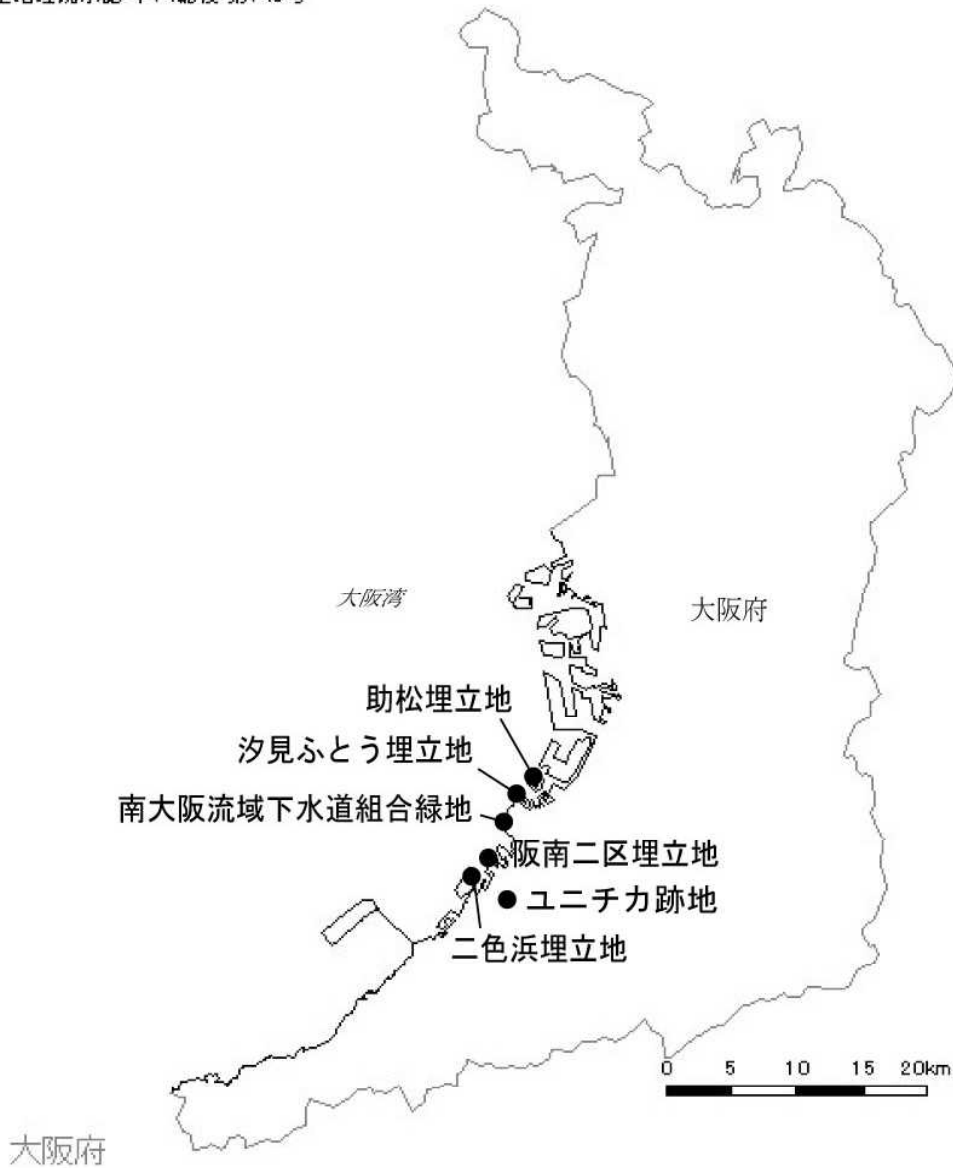 大阪湾
大阪府
助松埋立地
汐見ふとう埋立地
南大阪流域下水道組合緑地
阪南二区埋立地
ユニチカ跡地
二色浜埋立地
0 5 10 15 20km
大阪府